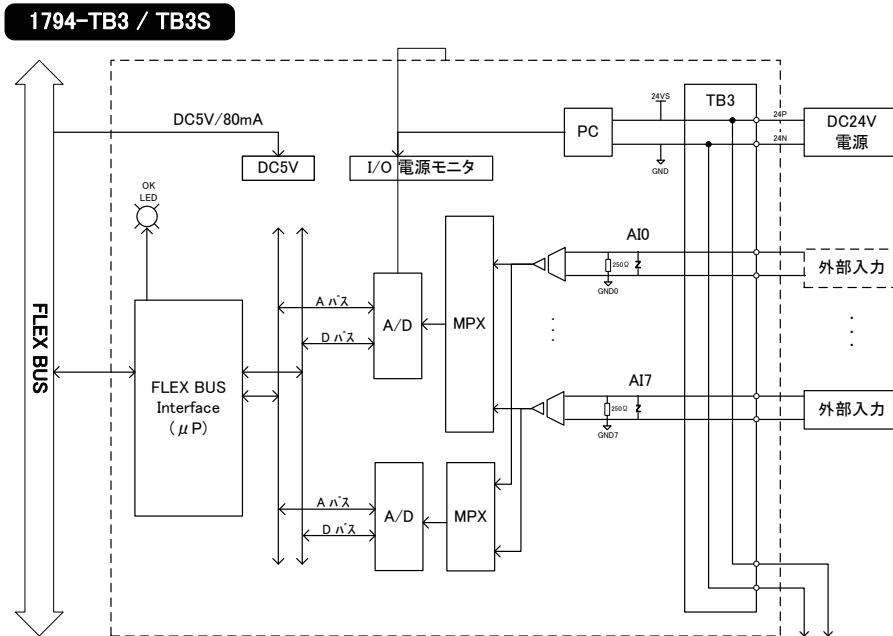 1794-TB3 / TB3S
DC5V/80mA
DC5V
OK
LED
I/O 電源モニタ
PC
24VS
GND
TB3
24P
24N
DC24V
電源
FLEX BUS
FLEX BUS
Interface
(μP)
A バス
D バス
A/D
MPX
AI0
250Ω
Z
GND0
外部入力
AI7
250Ω
Z
GND7
外部入力
A バス
D バス
A/D
MPX